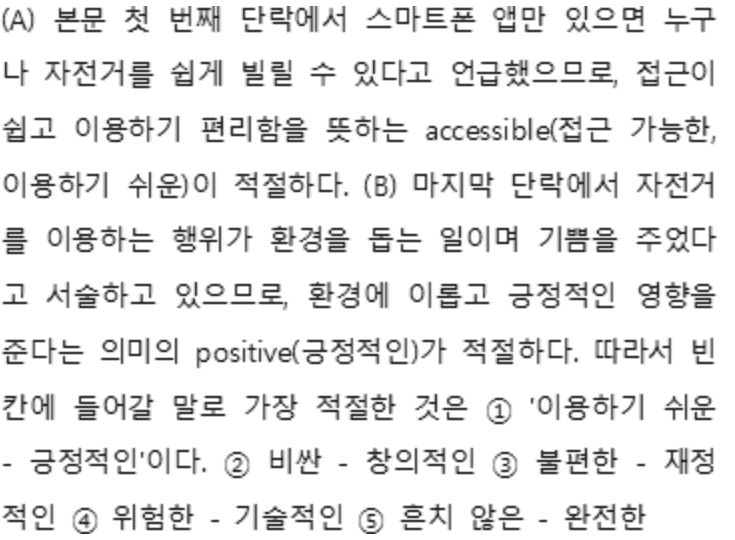 (A) 본문 첫 번째 단락에서 스마트폰 앱만 있으면 누구
나 자전거를 쉽게 빌릴 수 있다고 언급했으므로, 접근이
쉽고 이용하기 편리함을 뜻하는 accessible(접근 가능한,
이용하기 쉬운)이 적절하다. (B) 마지막 단락에서 자전거
를 이용하는 행위가 환경을 돕는 일이며 기쁨을 주었다
고 서술하고 있으므로, 환경에 이롭고 긍정적인 영향을
준다는 의미의 positive(긍정적인)가 적절하다. 따라서 빈
칸에 들어갈 말로 가장 적절한 것은 ① '이용하기 쉬운
- 긍정적인'이다. ② 비싼 - 창의적인 ③ 불편한 - 재정
적인 ④ 위험한 - 기술적인 ⑤ 흔치 않은 - 완전한